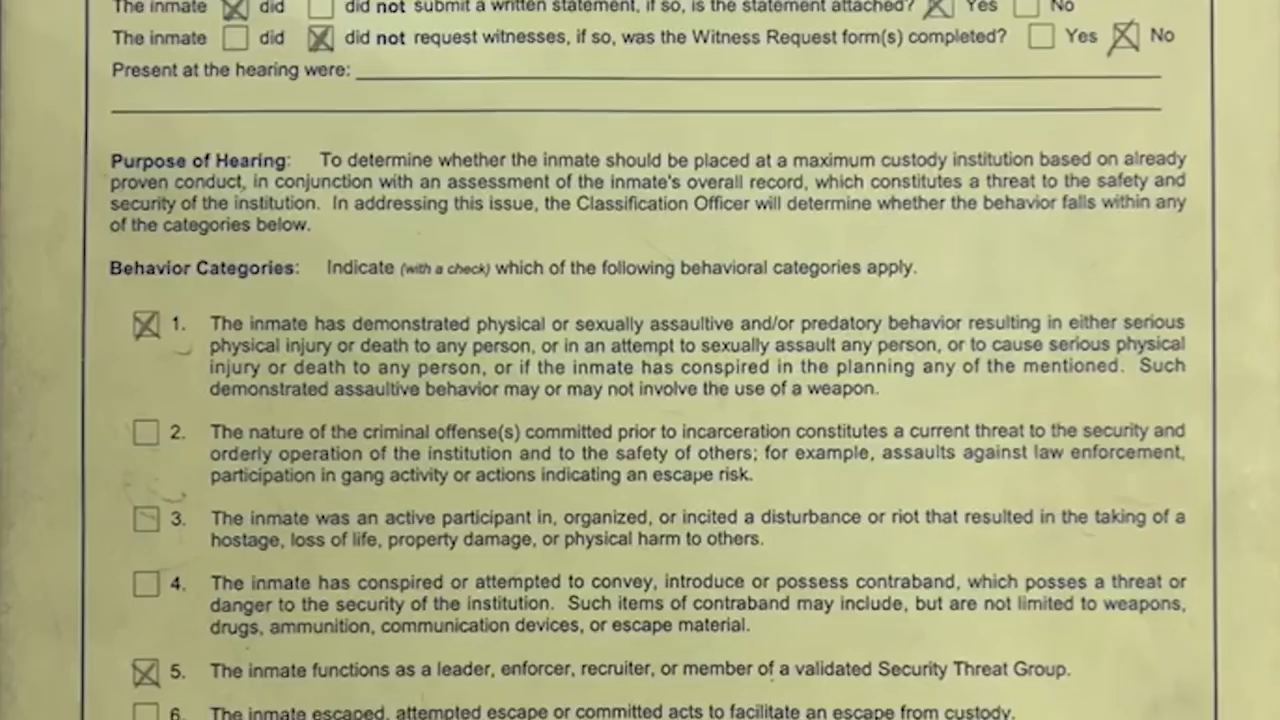 The inmate ☒ did ☐ did not submit a written statement, if so, is the statement attached? ☒ Yes ☐ No
The inmate ☐ did ☒ did not request witnesses, if so, was the Witness Request form(s) completed? ☐ Yes ☒ No
Present at the hearing were:
Purpose of Hearing: To determine whether the inmate should be placed at a maximum custody institution based on already
proven conduct, in conjunction with an assessment of the inmate's overall record, which constitutes a threat to the safety and
security of the institution. In addressing this issue, the Classification Officer will determine whether the behavior falls within any
of the categories below.
Behavior Categories: Indicate (with a check) which of the following behavioral categories apply.
☒ 1. The inmate has demonstrated physical or sexually assaultive and/or predatory behavior resulting in either serious
physical injury or death to any person, or in an attempt to sexually assault any person, or to cause serious physical
injury or death to any person, or if the inmate has conspired in the planning any of the mentioned. Such
demonstrated assaultive behavior may or may not involve the use of a weapon.
☐ 2. The nature of the criminal offense(s) committed prior to incarceration constitutes a current threat to the security and
orderly operation of the institution and to the safety of others; for example, assaults against law enforcement,
participation in gang activity or actions indicating an escape risk.
☐ 3. The inmate was an active participant in, organized, or incited a disturbance or riot that resulted in the taking of a
hostage, loss of life, property damage, or physical harm to others.
☐ 4. The inmate has conspired or attempted to convey, introduce or possess contraband, which posses a threat or
danger to the security of the institution. Such items of contraband may include, but are not limited to weapons,
drugs, ammunition, communication devices, or escape material.
☒ 5. The inmate functions as a leader, enforcer, recruiter, or member of a validated Security Threat Group.
☐ 6. The inmate escaped, attempted escape or committed acts to facilitate an escape from custody.